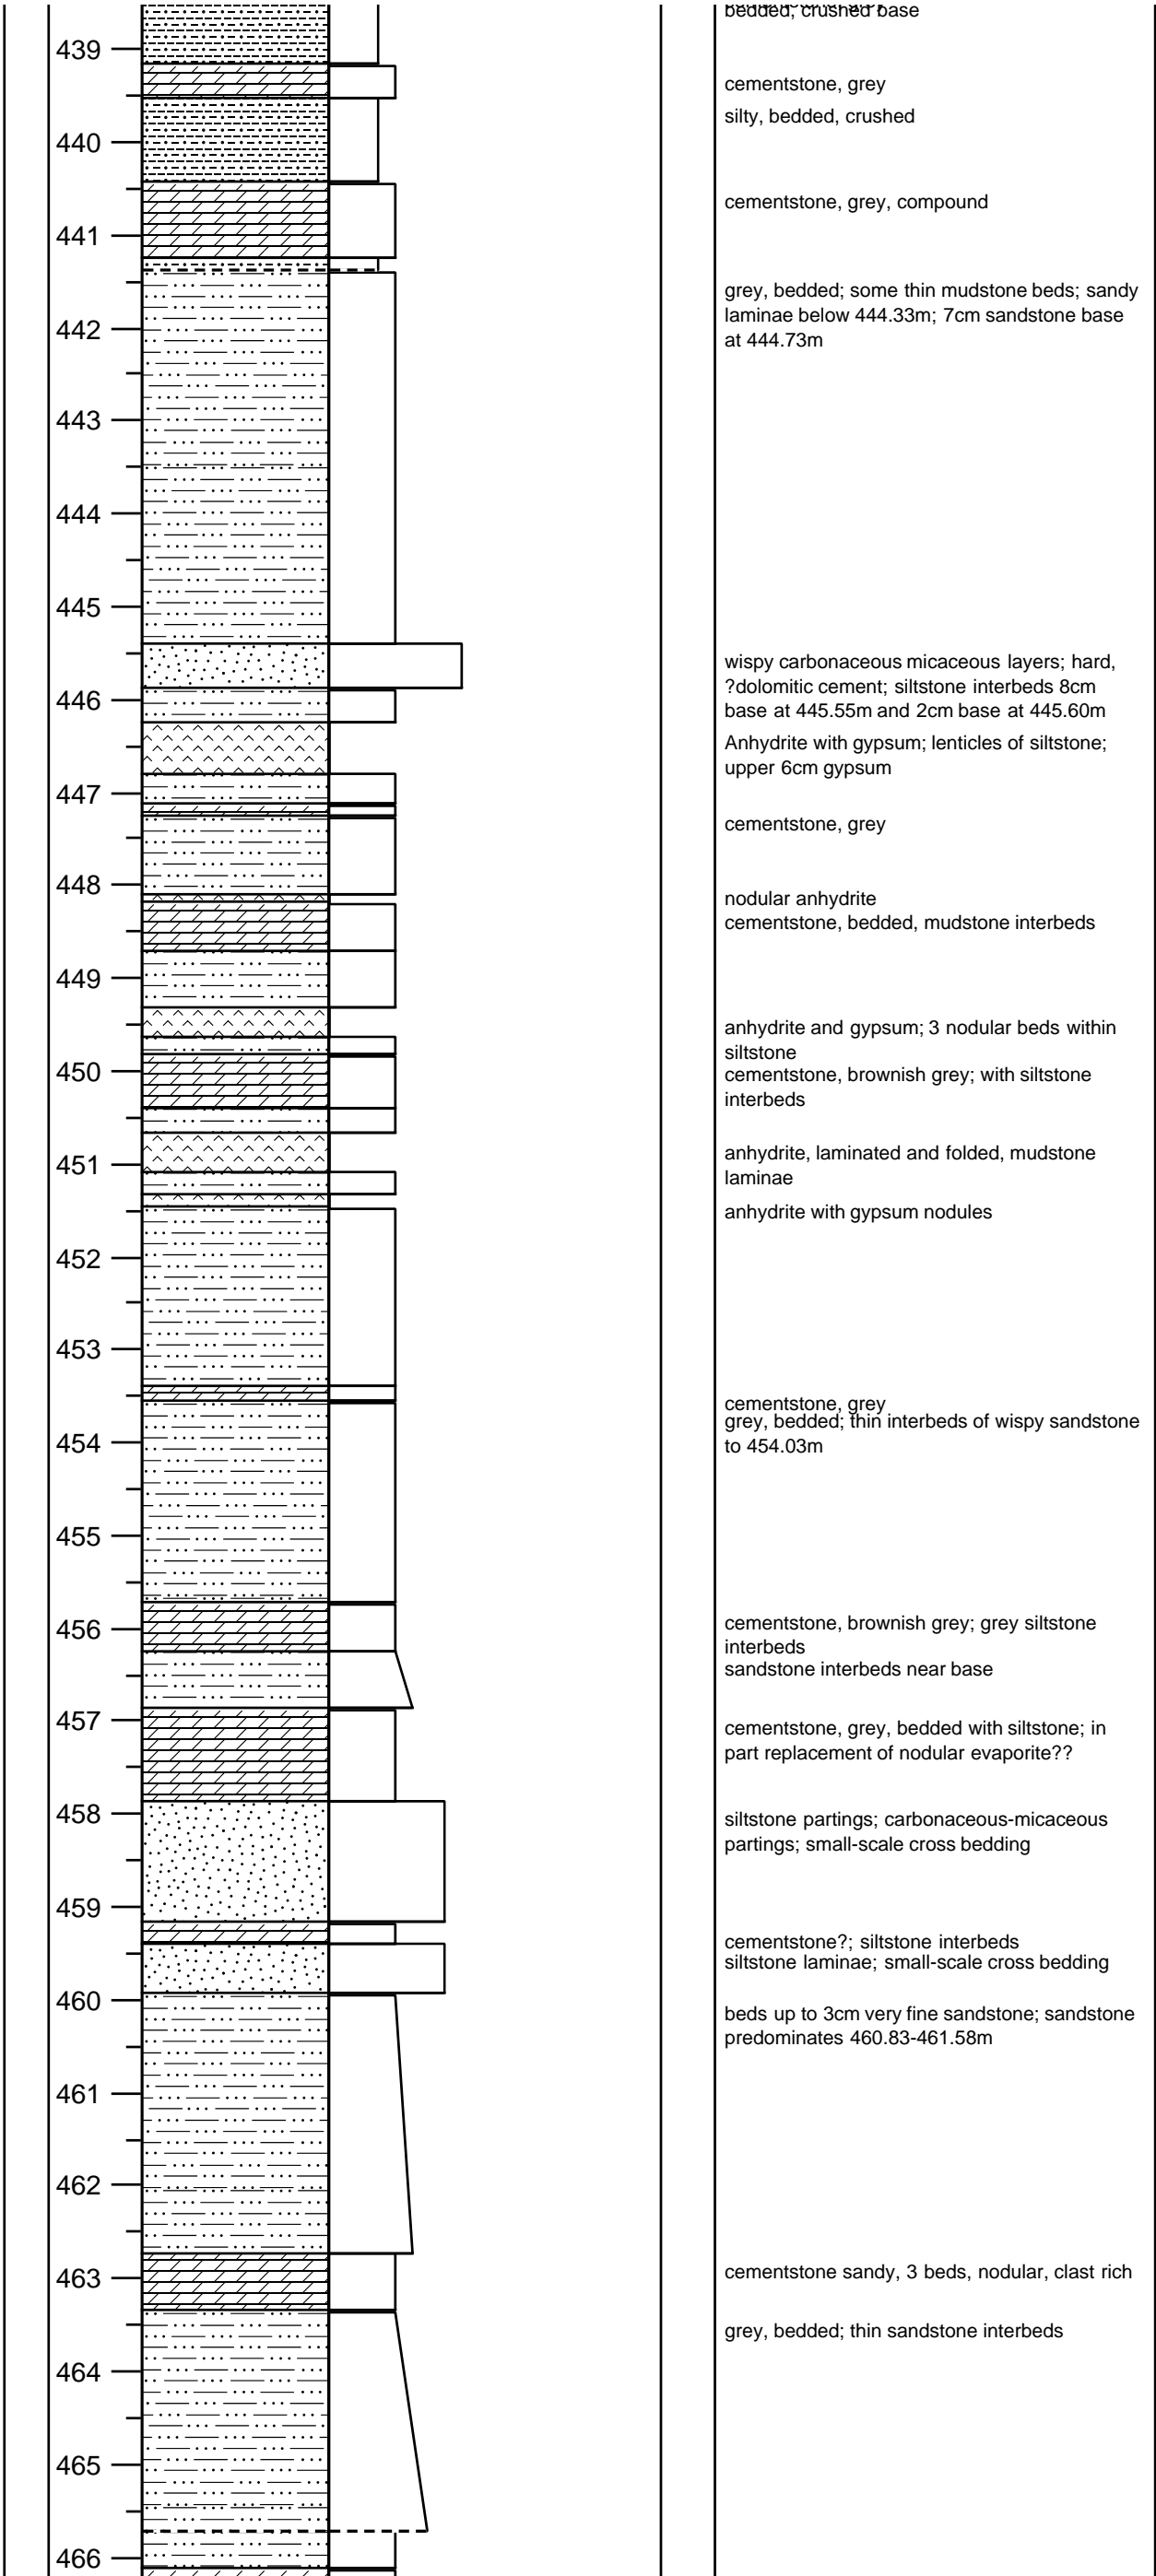 bedded, crushed base
439
cementstone, grey
silty, bedded, crushed
440
cementstone, grey, compound
441
grey, bedded; some thin mudstone beds; sandy
laminae below 444.33m; 7cm sandstone base
at 444.73m
442
443
444
445
wispy carbonaceous micaceous layers; hard,
?dolomitic cement; siltstone interbeds 8cm
base at 445.55m and 2cm base at 445.60m
446
Anhydrite with gypsum; lenticles of siltstone;
upper 6cm gypsum
447
cementstone, grey
448
nodular anhydrite
cementstone, bedded, mudstone interbeds
449
anhydrite and gypsum; 3 nodular beds within
siltstone
450
cementstone, brownish grey; with siltstone
interbeds
451
anhydrite, laminated and folded, mudstone
laminae
anhydrite with gypsum nodules
452
453
cementstone, grey
grey, bedded; thin interbeds of wispy sandstone
to 454.03m
454
455
456
cementstone, brownish grey; grey siltstone
interbeds
sandstone interbeds near base
457
cementstone, grey, bedded with siltstone; in
part replacement of nodular evaporite??
458
siltstone partings; carbonaceous-micaceous
partings; small-scale cross bedding
459
cementstone?; siltstone interbeds
siltstone laminae; small-scale cross bedding
460
beds up to 3cm very fine sandstone; sandstone
predominates 460.83-461.58m
461
462
463
cementstone sandy, 3 beds, nodular, clast rich
grey, bedded; thin sandstone interbeds
464
465
466